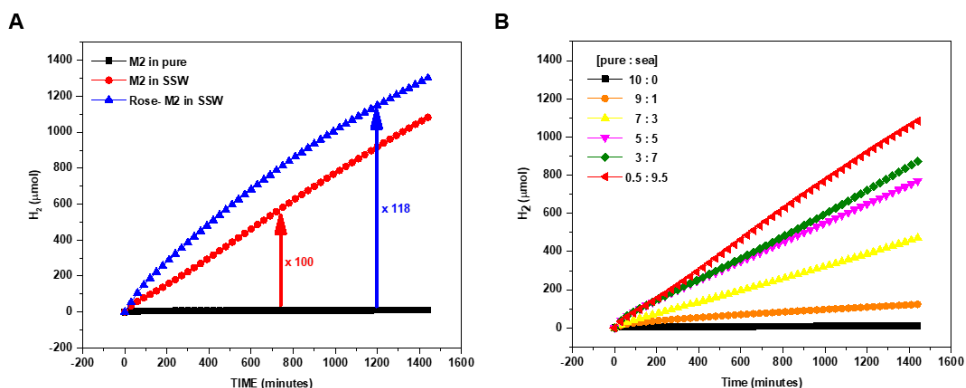 A
1400
1200
1000
800
600
400
200
0
-200
H₂ (μmol)
M2 in pure
M2 in SSW
Rose- M2 in SSW
x 100
x 118
-200 0 200 400 600 800 1000 1200 1400 1600
TIME (minutes)
B
1400
1200
1000
800
600
400
200
0
H2 (μmol)
[pure : sea]
10 : 0
9 : 1
7 : 3
5 : 5
3 : 7
0.5 : 9.5
-200 0 200 400 600 800 1000 1200 1400 1600
Time (minutes)